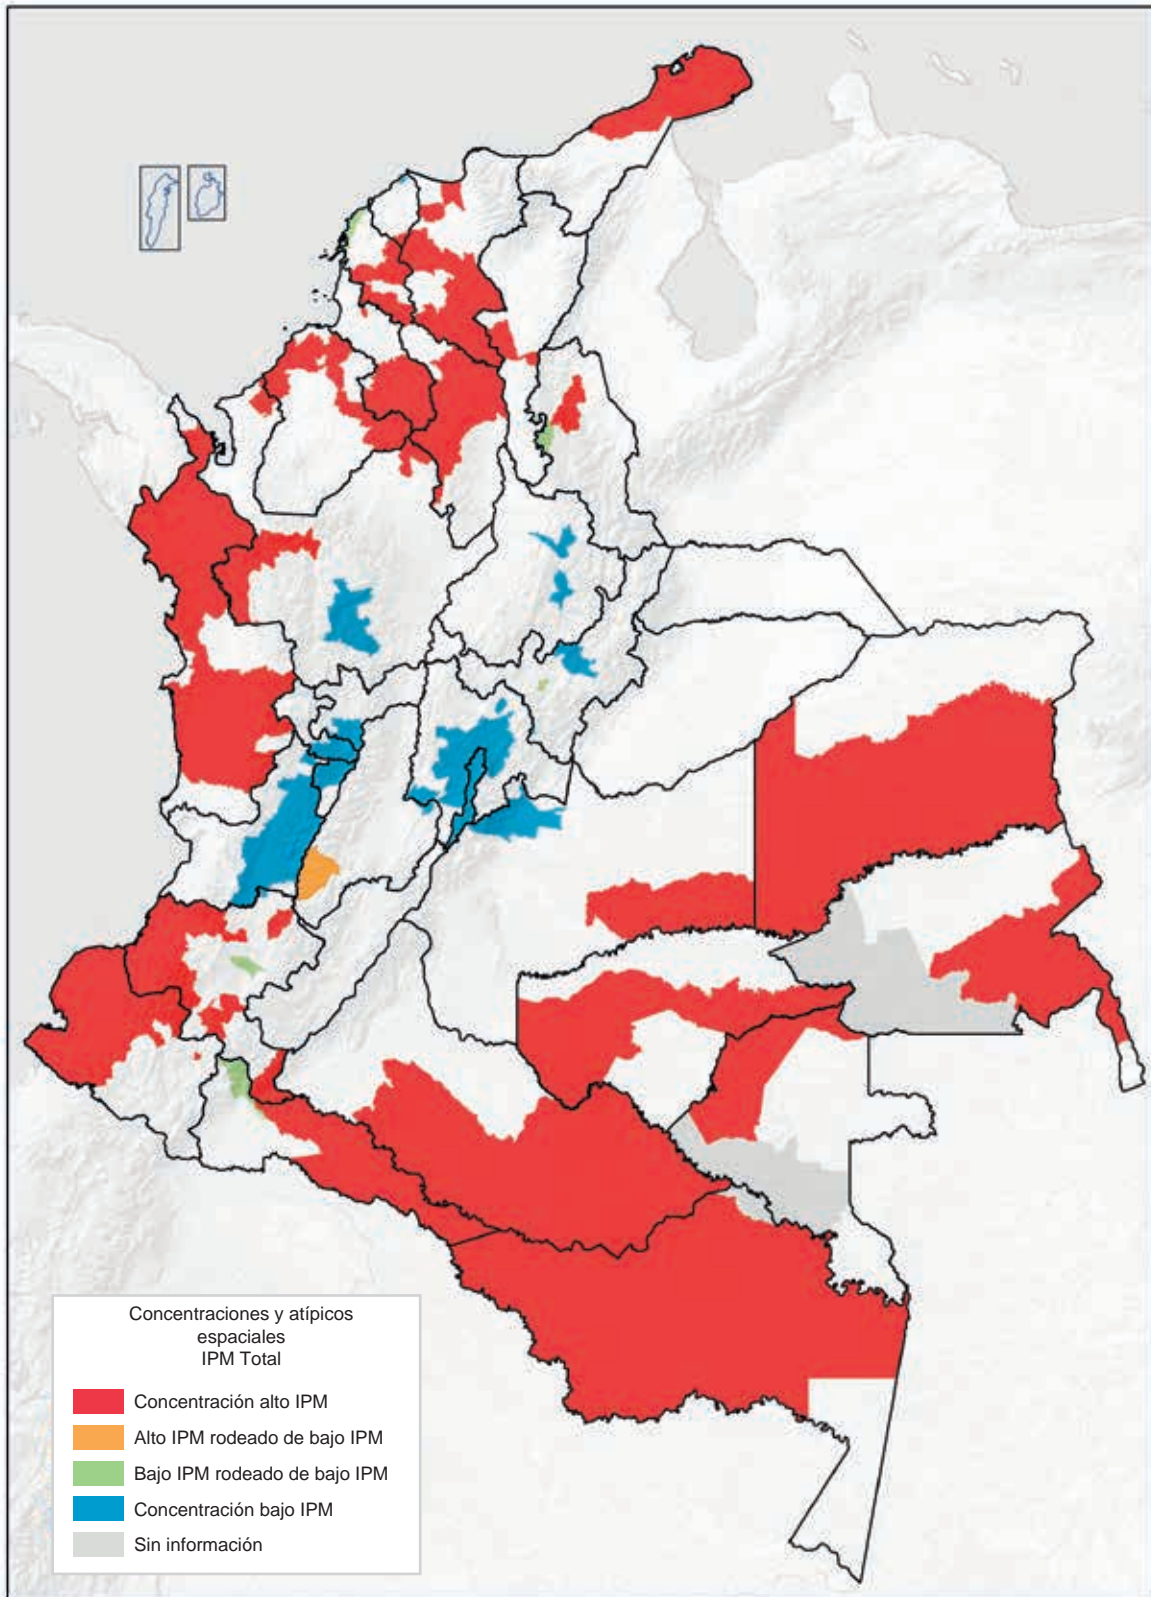 Concentraciones y atípicos
espaciales
IPM Total
Concentración alto IPM
Alto IPM rodeado de bajo IPM
Bajo IPM rodeado de bajo IPM
Concentración bajo IPM
Sin información